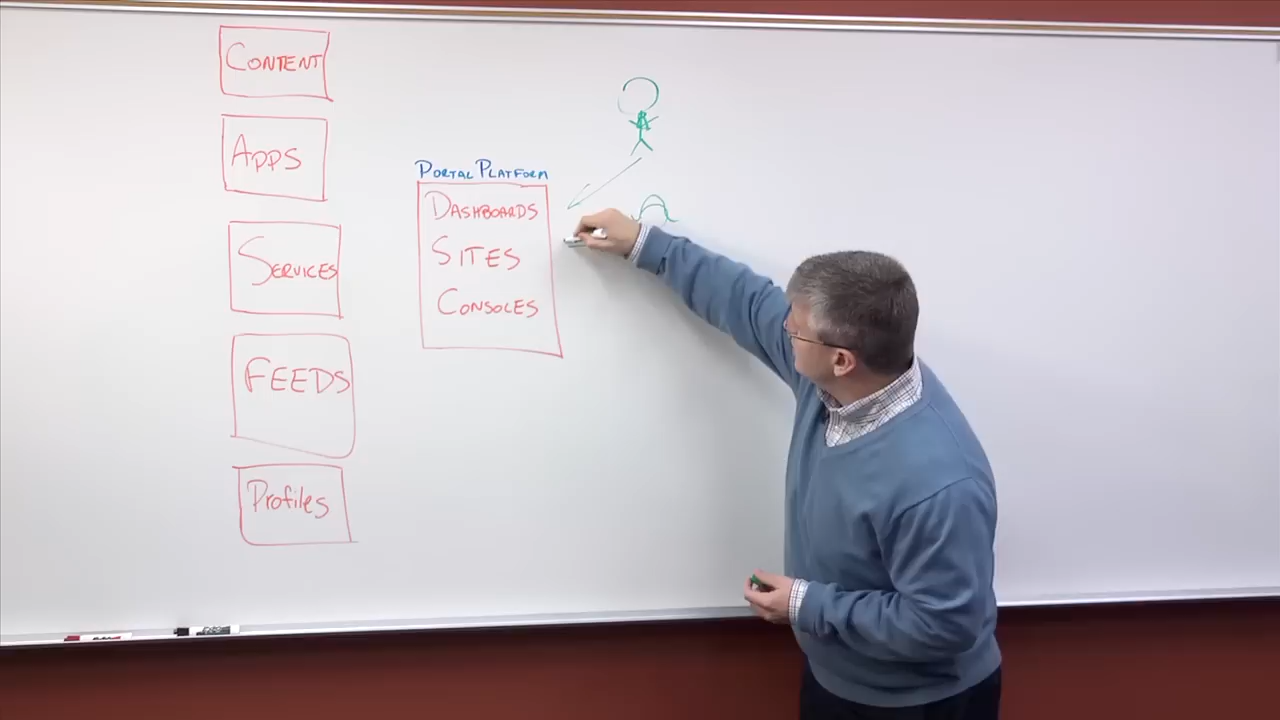 CONTENT
APPS
SERVICES
FEEDS
Profiles
PORTAL PLATFORM
DASHBOARDS
SITES
CONSOLES